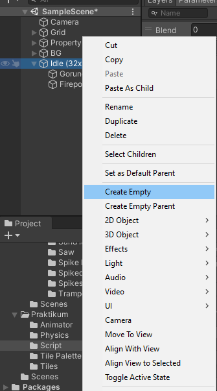 Layers
Parameter
SampleScene*
Name
Camera
Grid
Blend
0
Property
BG
Idle (32x
Gorun
Firepo
Cut
Copy
Paste
Paste As Child
Rename
Duplicate
Delete
Select Children
Set as Default Parent
Create Empty
Create Empty Parent
2D Object
3D Object
Effects
Light
Audio
Video
UI
Camera
Move To View
Align With View
Align View to Selected
Toggle Active State
Project
Saw
Spike
Spiked
Spikes
Tramp
Scenes
Praktikum
Animator
Physics
Script
Tile Palette
Tiles
Scenes
Packages